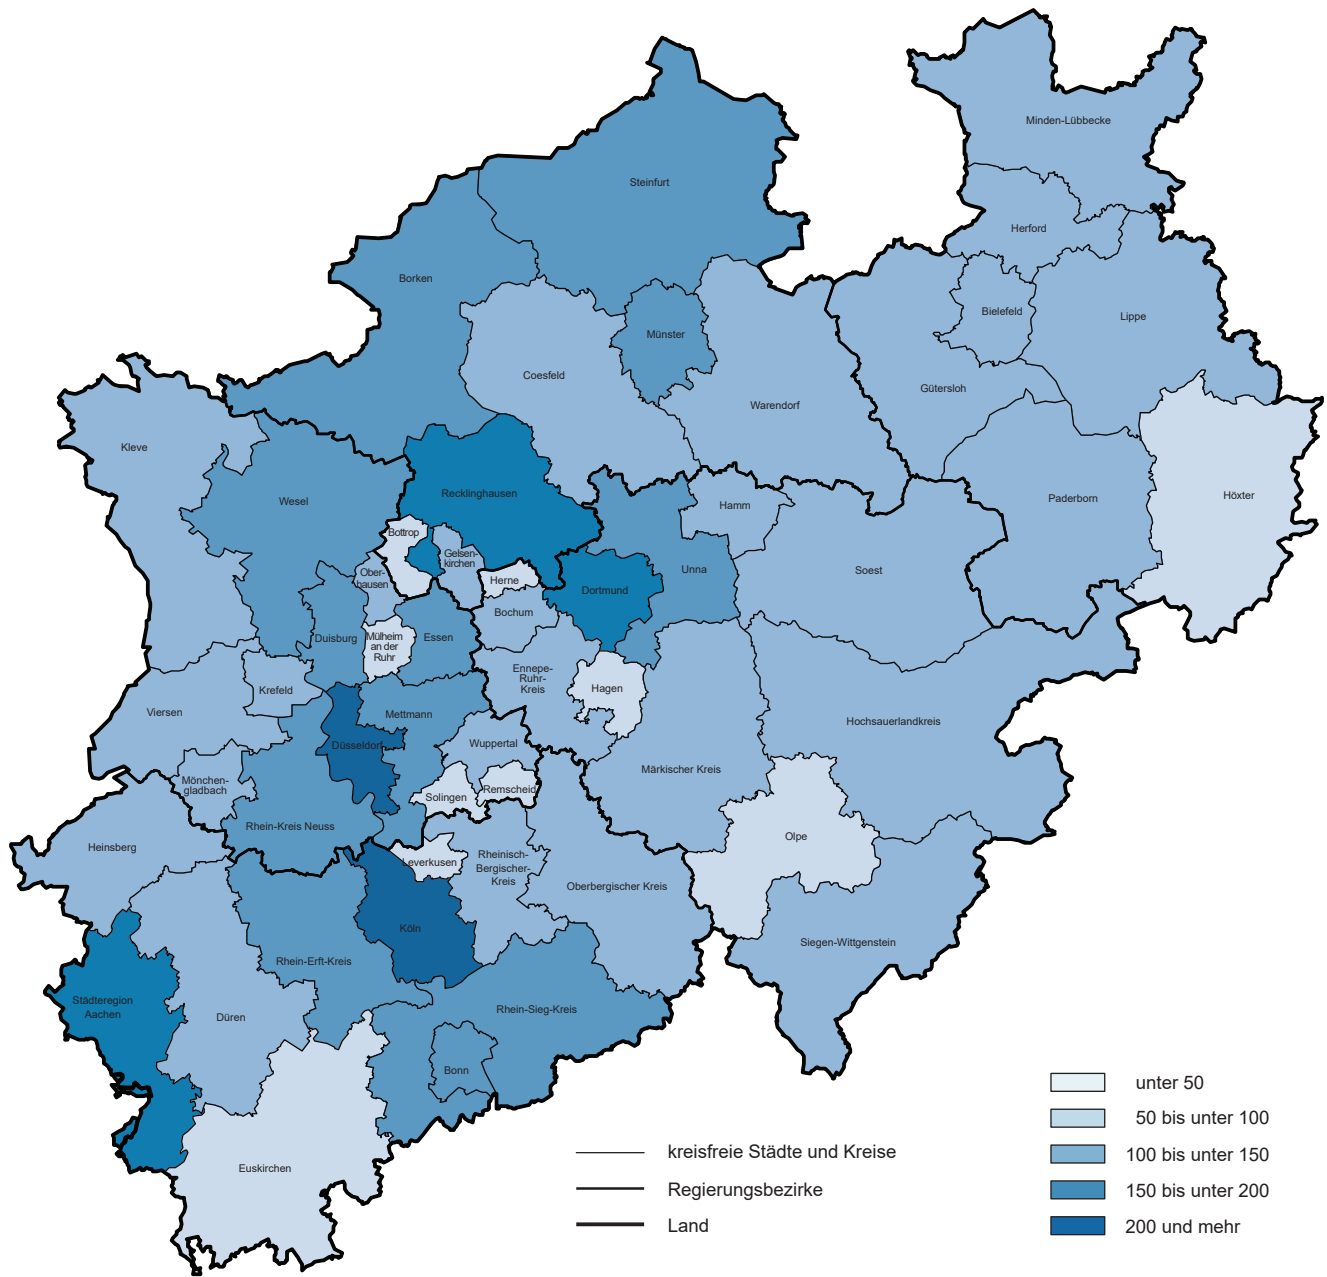 Minden-Lübbecke
Steinfurt
Herford
Borken
Bielefeld
Lippe
Münster
Coesfeld
Gütersloh
Warendorf
Kleve
Recklinghausen
Höxter
Paderborn
Wesel
Hamm
Bottrop
Gelsen-
kirchen
Soest
Unna
Ober-
hausen
Herne
Dortmund
Bochum
Duisburg
Mülheim
an der
Ruhr
Essen
Ennepe-
Ruhr-
Kreis
Hagen
Krefeld
Viersen
Mettmann
Hochsauerlandkreis
Düsseldorf
Wuppertal
Märkischer Kreis
Mönchen-
gladbach
Solingen
Remscheid
Rhein-Kreis Neuss
Olpe
Heinsberg
Leverkusen
Rheinisch-
Bergischer-
Kreis
Oberbergischer Kreis
Köln
Siegen-Wittgenstein
Rhein-Erft-Kreis
Städteregion
Aachen
Düren
Rhein-Sieg-Kreis
Bonn
Euskirchen
kreisfreie Städte und Kreise
Regierungsbezirke
Land
unter 50
50 bis unter 100
100 bis unter 150
150 bis unter 200
200 und mehr